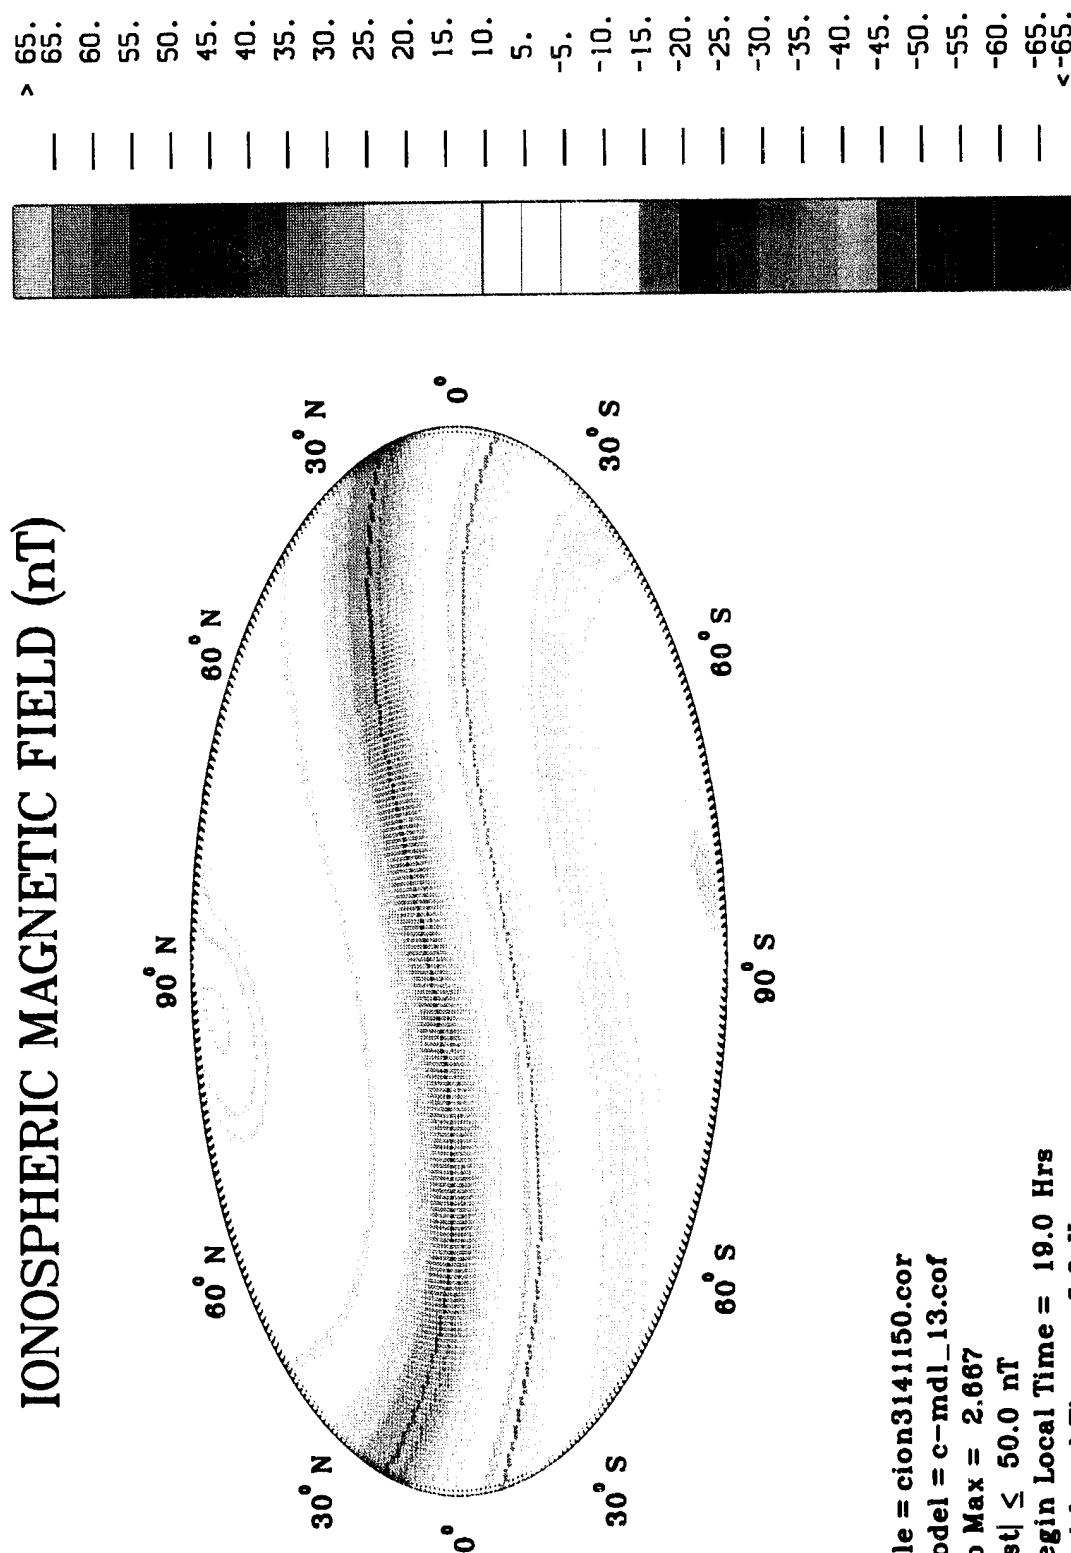 IONOSPHERIC MAGNETIC FIELD (nT)
90° N
60° N
60° N
30° N
30° N
0°
0°
30° S
30° S
60° S
60° S
90° S
le = cion3141150.cor
odel = c-mdl_13.cof
p Max = 2.667
st| ≤ 50.0 nT
egin Local Time = 19.0 Hrs
> 65.
65.
60.
55.
50.
45.
40.
35.
30.
25.
20.
15.
10.
5.
-5.
-10.
-15.
-20.
-25.
-30.
-35.
-40.
-45.
-50.
-55.
-60.
-65.
<-65.